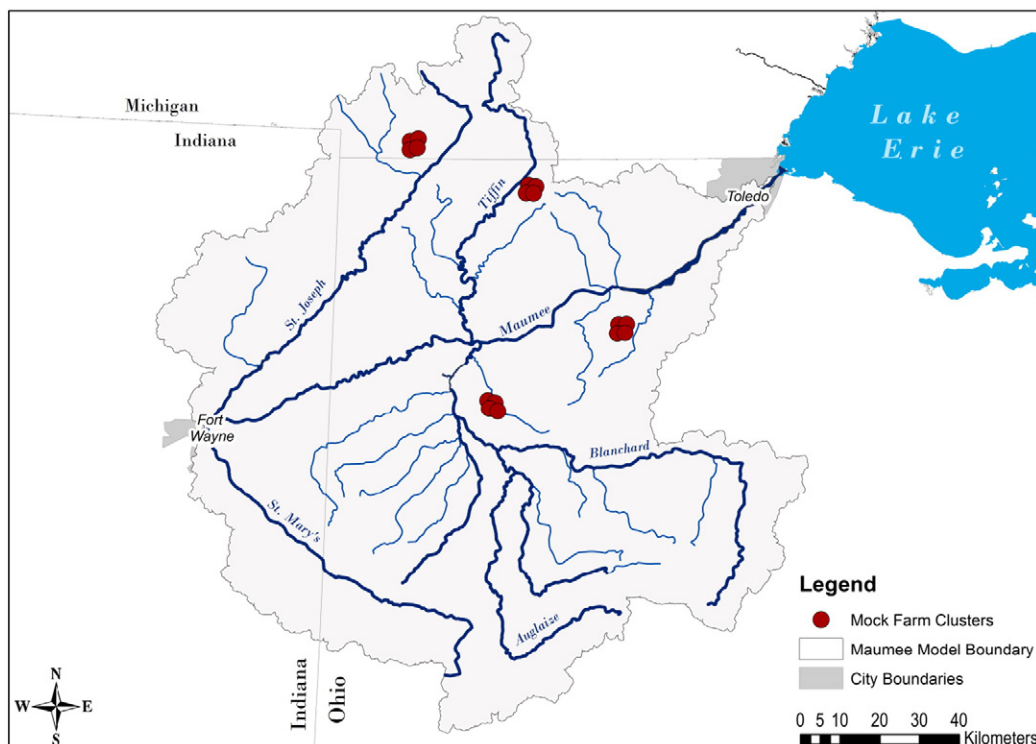 Michigan
Indiana
Lake
Erie
Toledo
Tiffin
St. Joseph
Maumee
Fort
Wayne
Blanchard
St. Mary's
Auglaize
Indiana
Ohio
N
W
E
S
Legend
Mock Farm Clusters
Maumee Model Boundary
City Boundaries
0 5 10 20 30 40
Kilometers